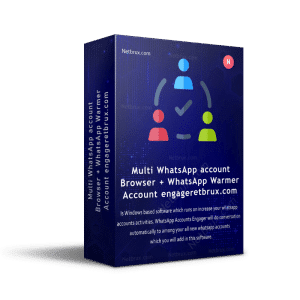 Netbrux.com
N
Multi WhatsApp account
Browser + WhatsApp Warmer
Account engageretbrux.com
Is Windows based software which runs on increase your whatsapp
accounts activities. WhatsApp Accounts Engager will do conversation
automatically to among your all new whatsapp accounts
which you will add in this software
Multi WhatsApp account
Browser + WhatsApp Warmer
Account engageretbrux.com